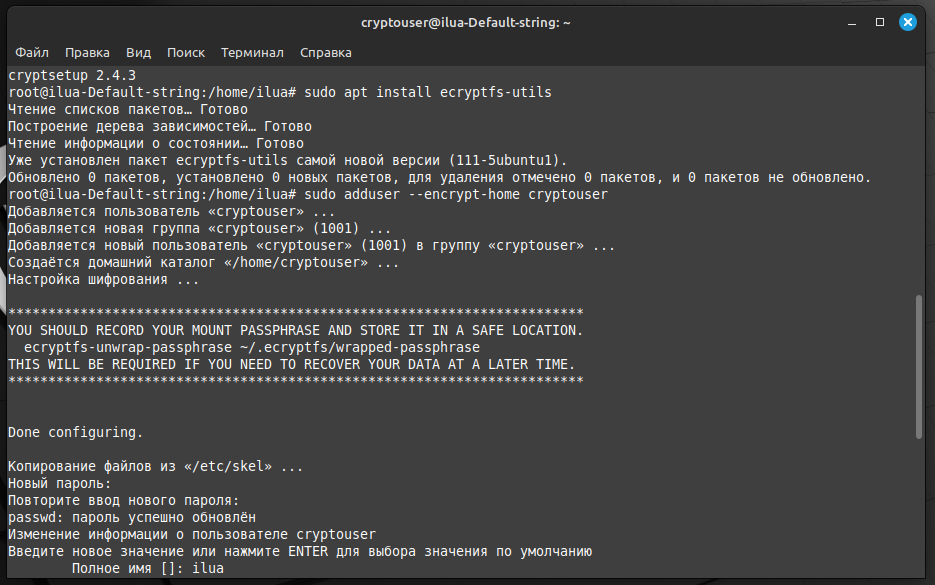 cryptouser@ilua-Default-string: ~
Файл Правка Вид Поиск Терминал Справка
cryptsetup 2.4.3
root@ilua-Default-string:/home/ilua# sudo apt install ecryptfs-utils
Чтение списков пакетов… Готово
Построение дерева зависимостей… Готово
Чтение информации о состоянии… Готово
Уже установлен пакет ecryptfs-utils самой новой версии (111-5ubuntu1).
Обновлено 0 пакетов, установлено 0 новых пакетов, для удаления отмечено 0 пакетов, и 0 пакетов не обновлено.
root@ilua-Default-string:/home/ilua# sudo adduser --encrypt-home cryptouser
Добавляется пользователь «cryptouser» ...
Добавляется новая группа «cryptouser» (1001) ...
Добавляется новый пользователь «cryptouser» (1001) в группу «cryptouser» ...
Создаётся домашний каталог «/home/cryptouser» ...
Настройка шифрования ...
************************************************************************
YOU SHOULD RECORD YOUR MOUNT PASSPHRASE AND STORE IT IN A SAFE LOCATION.
  ecryptfs-unwrap-passphrase ~/.ecryptfs/wrapped-passphrase
THIS WILL BE REQUIRED IF YOU NEED TO RECOVER YOUR DATA AT A LATER TIME.
************************************************************************
Done configuring.
Копирование файлов из «/etc/skel» ...
Новый пароль:
Повторите ввод нового пароля:
passwd: пароль успешно обновлён
Изменение информации о пользователе cryptouser
Введите новое значение или нажмите ENTER для выбора значения по умолчанию
        Полное имя []: ilua